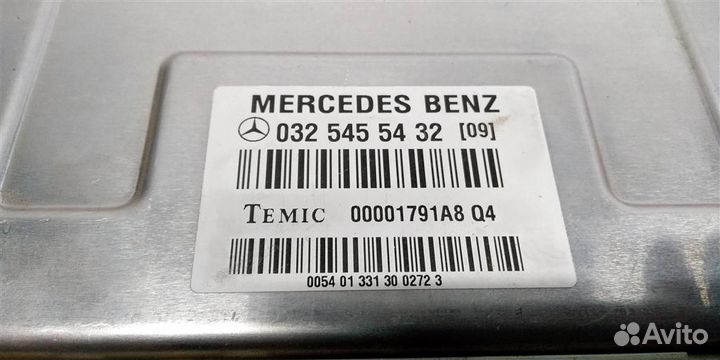 MERCEDES BENZ
032 545 54 32 [09]
TEMIC 00001791A8 Q4
0054 01 331 30 0272 3
Avito